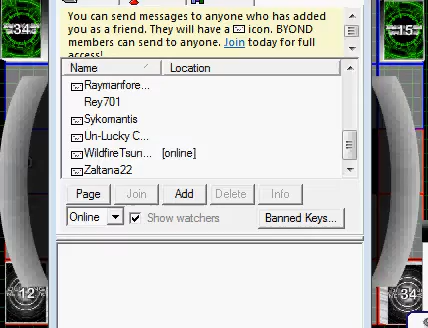 You can send messages to anyone who has added
you as a friend. They will have a icon. BYOND
members can send to anyone. Join today for full
access!
Name Location
Raymanfore...
Rey701
Sykomantis
Un-Lucky C...
WildfireTsun... [online]
Zaltana22
Page Join Add Delete Info
Online Show watchers Banned Keys...
34
15
12
34